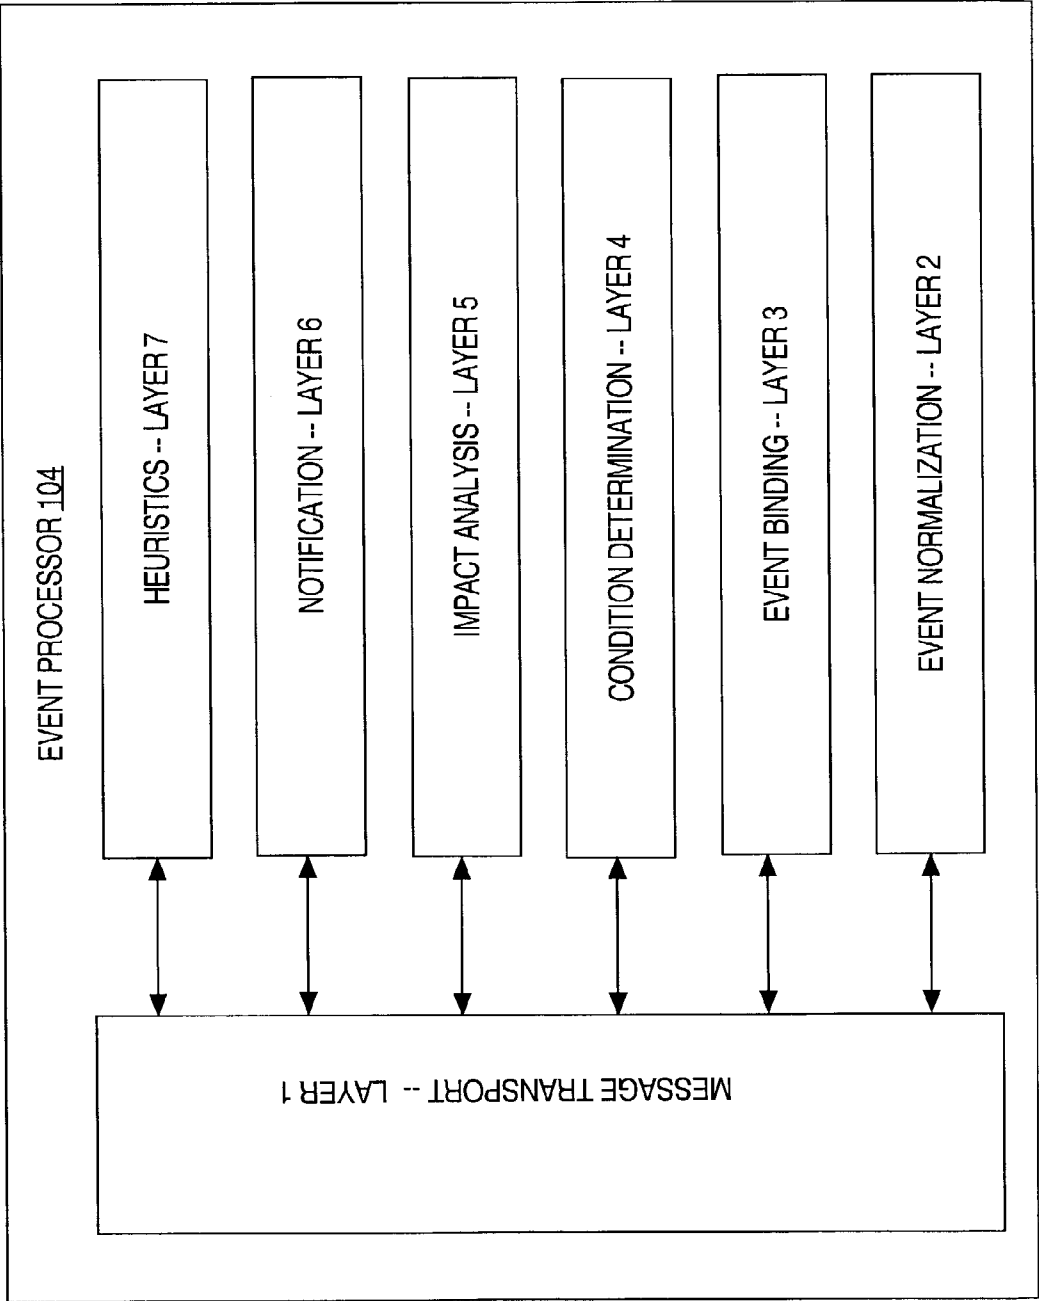 EVENT PROCESSOR 104
HEURISTICS -- LAYER 7
NOTIFICATION -- LAYER 6
IMPACT ANALYSIS -- LAYER 5
CONDITION DETERMINATION -- LAYER 4
EVENT BINDING -- LAYER 3
EVENT NORMALIZATION -- LAYER 2
MESSAGE TRANSPORT -- LAYER 1